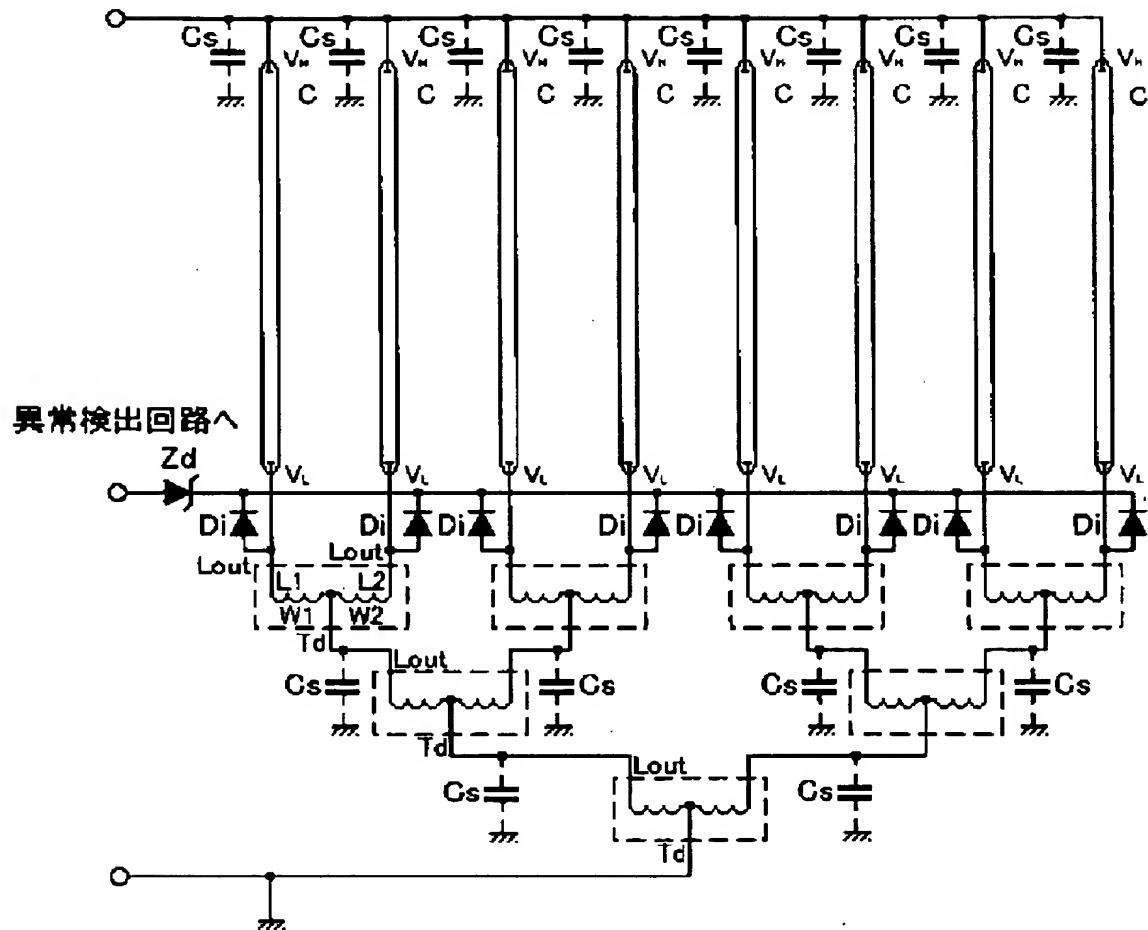 Cs VH Cs VH Cs VH Cs VH Cs VH Cs VH Cs VH Cs VH
C C C C C C C C
異常検出回路へ
Zd VL VL VL VL VL VL VL VL
Di Di Di Di Di Di Di Di
Lout Lout
L1 L2
W1 W2
Td Lout
Cs Cs Cs Cs
Td Lout
Cs Cs
Td